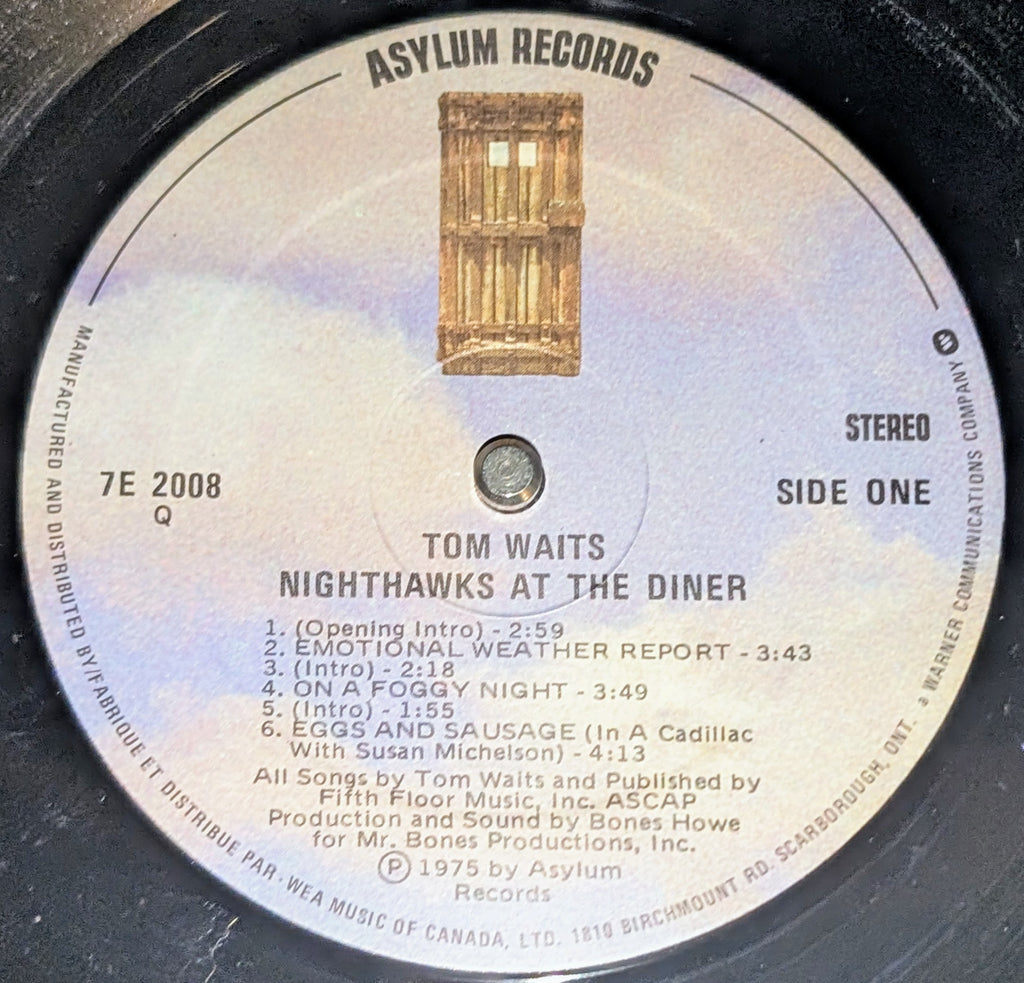 ASYLUM RECORDS
STEREO
7E 2008
SIDE ONE
Q
TOM WAITS
NIGHTHAWKS AT THE DINER
1. (Opening Intro) - 2:59
2. EMOTIONAL WEATHER REPORT - 3:43
3. (Intro) - 2:18
4. ON A FOGGY NIGHT - 3:49
5. (Intro) - 1:55
6. EGGS AND SAUSAGE (In A Cadillac
With Susan Michelson) - 4:13
All Songs by Tom Waits and Published by
Fifth Floor Music, Inc. ASCAP
Production and Sound by Bones Howe
for Mr. Bones Productions, Inc.
Ⓟ 1975 by Asylum
Records
MANUFACTURED AND DISTRIBUTED BY/FABRIQUE ET DISTRIBUE PAR · WEA MUSIC OF CANADA, LTD. 1810 BIRCHMOUNT RD. SCARBOROUGH, ONT. a WARNER COMMUNICATIONS COMPANY